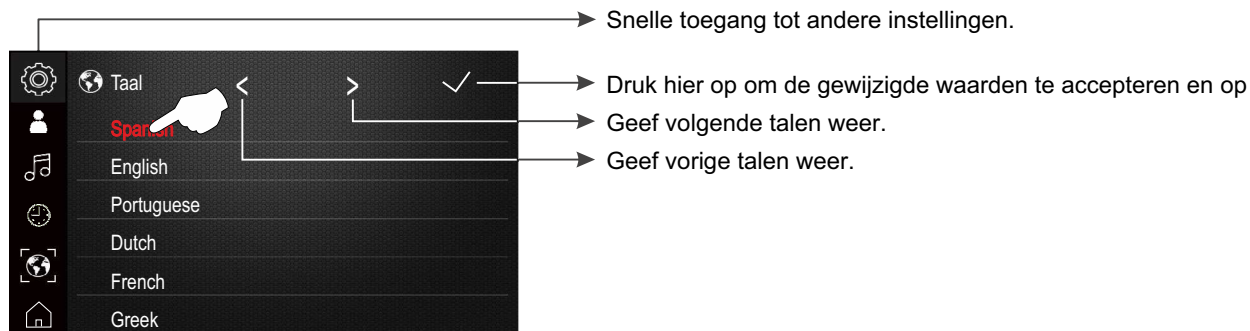 Snelle toegang tot andere instellingen.
Taal
<
>
Druk hier op om de gewijzigde waarden te accepteren en op
Spanish
Geef volgende talen weer.
English
Geef vorige talen weer.
Portuguese
Dutch
French
Greek